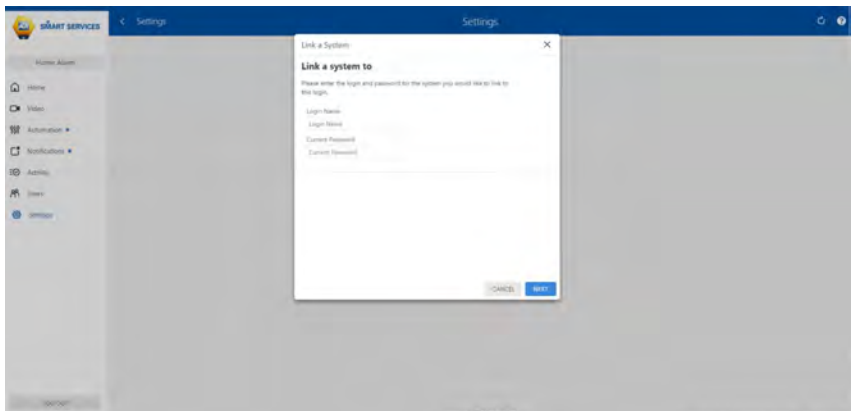 SMART SERVICES
Settings
Settings
Home Alarm
Link a System
Link a system to
Please enter the login and password for the system you would like to link to
this login.
Login Name
Login Name
Current Password
Current Password
Home
Video
Automation
Notifications
Activity
Users
Settings
CANCEL
NEXT